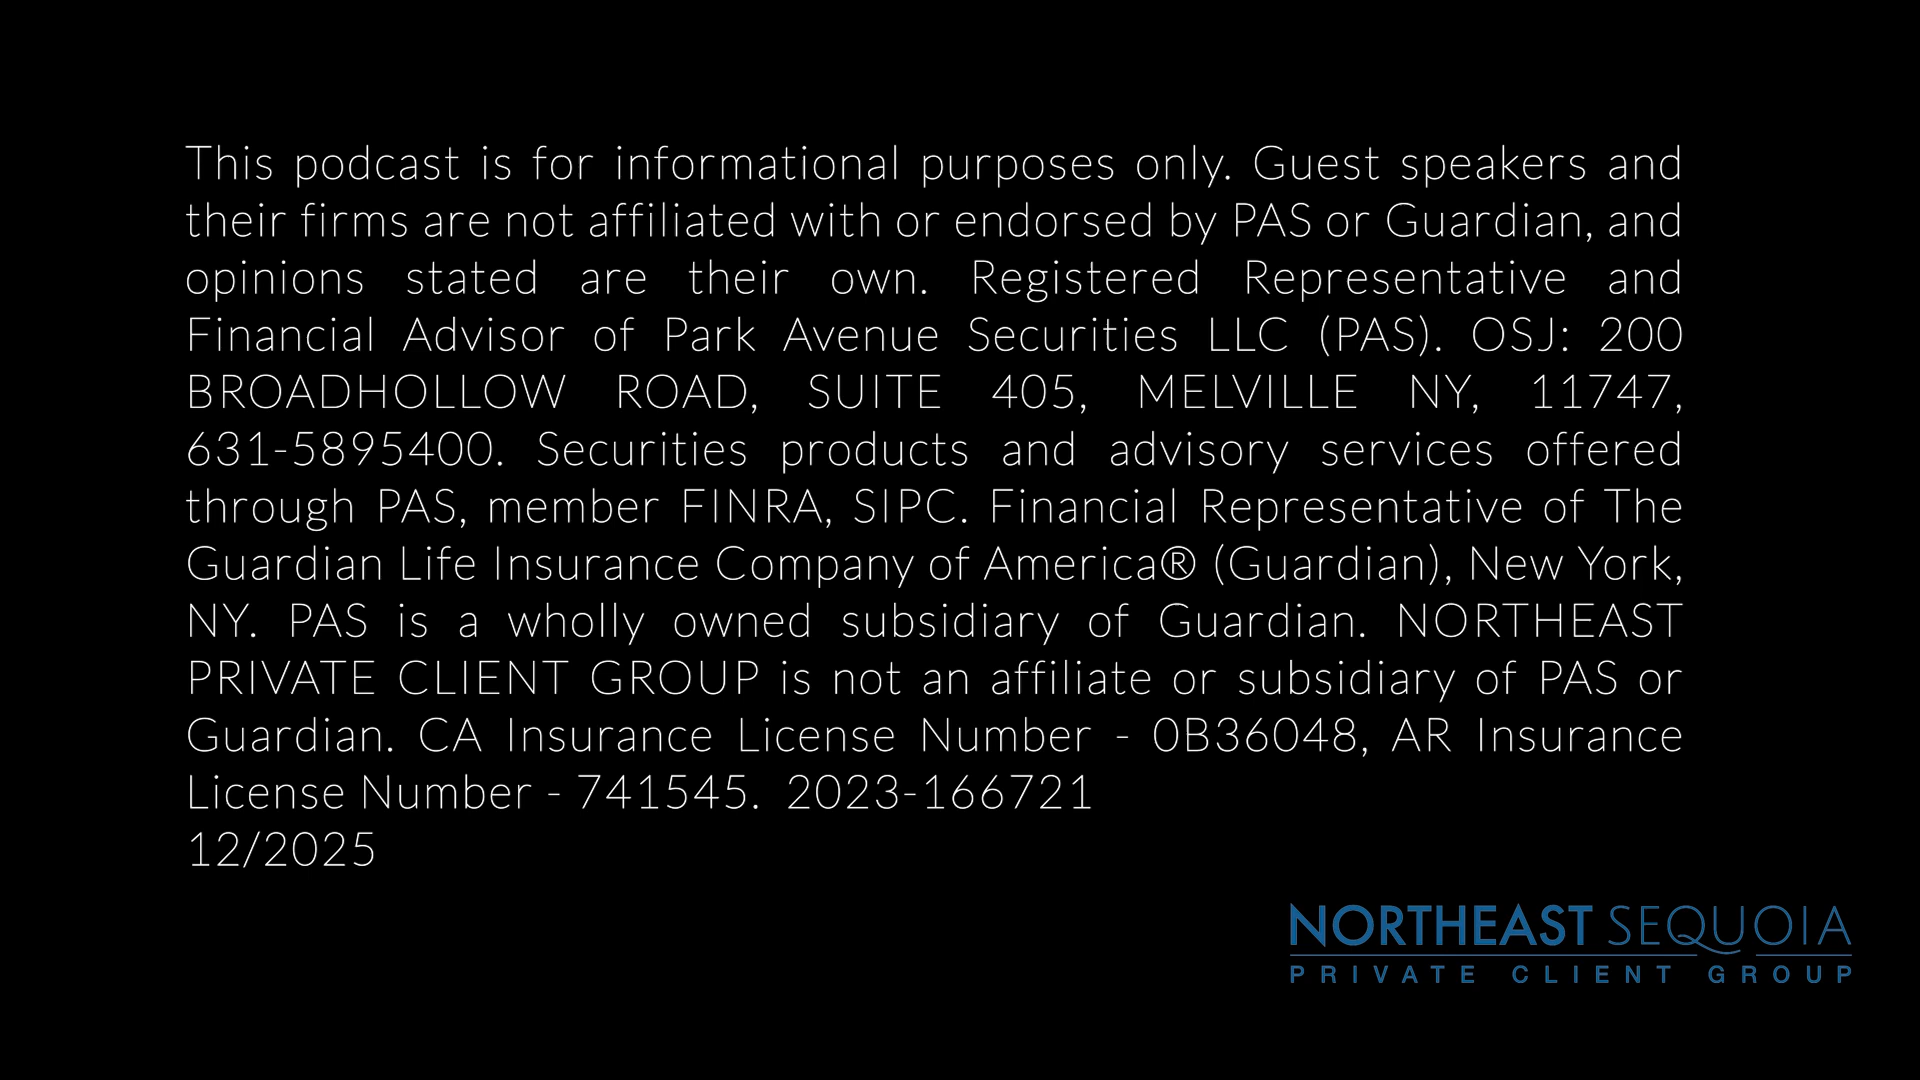 This podcast is for informational purposes only. Guest speakers and
their firms are not affiliated with or endorsed by PAS or Guardian, and
opinions stated are their own. Registered Representative and
Financial Advisor of Park Avenue Securities LLC (PAS). OSJ: 200
BROADHOLLOW ROAD, SUITE 405, MELVILLE NY, 11747,
631-5895400. Securities products and advisory services offered
through PAS, member FINRA, SIPC. Financial Representative of The
Guardian Life Insurance Company of America® (Guardian), New York,
NY. PAS is a wholly owned subsidiary of Guardian. NORTHEAST
PRIVATE CLIENT GROUP is not an affiliate or subsidiary of PAS or
Guardian. CA Insurance License Number - 0B36048, AR Insurance
License Number - 741545.  2023-166721
12/2025
NORTHEAST SEQUOIA
PRIVATE CLIENT GROUP